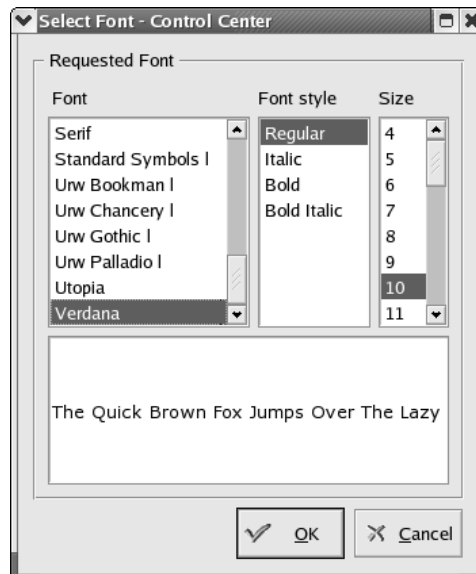 Select Font - Control Center
Requested Font
Font
Serif
Standard Symbols l
Urw Bookman l
Urw Chancery l
Urw Gothic l
Urw Palladio l
Utopia
Verdana
Font style
Regular
Italic
Bold
Bold Italic
Size
4
5
6
7
8
9
10
11
The Quick Brown Fox Jumps Over The Lazy
OK
Cancel